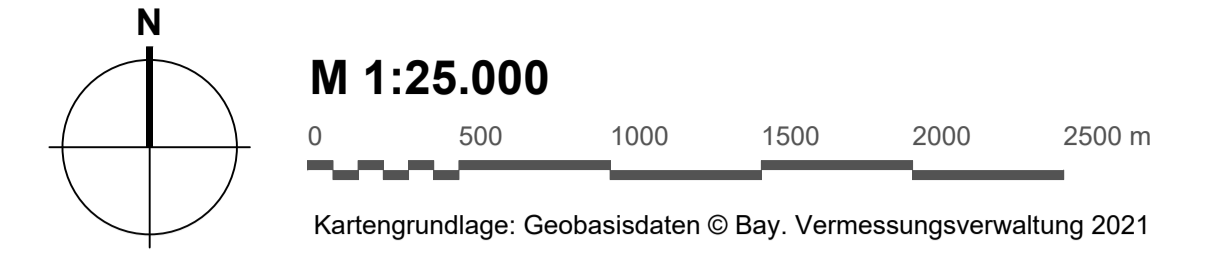 N
M 1:25.000
0 500 1000 1500 2000 2500 m
Kartengrundlage: Geobasisdaten © Bay. Vermessungsverwaltung 2021